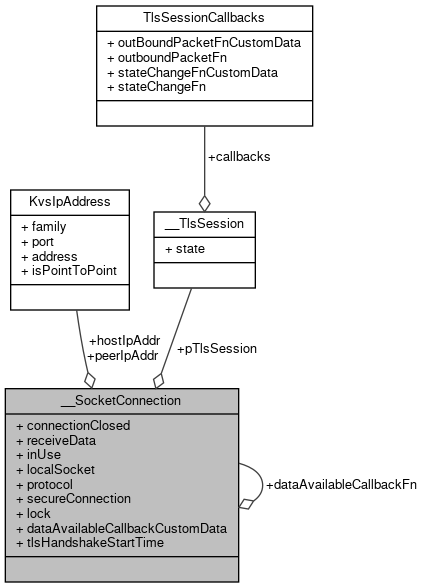 TlsSessionCallbacks
+ outBoundPacketFnCustomData
+ outboundPacketFn
+ stateChangeFnCustomData
+ stateChangeFn
+callbacks
KvsIpAddress
+ family
+ port
+ address
+ isPointToPoint
__TlsSession
+ state
+hostIpAddr
+peerIpAddr
+pTlsSession
__SocketConnection
+ connectionClosed
+ receiveData
+ inUse
+ localSocket
+ protocol
+ secureConnection
+ lock
+ dataAvailableCallbackCustomData
+ tlsHandshakeStartTime
+dataAvailableCallbackFn